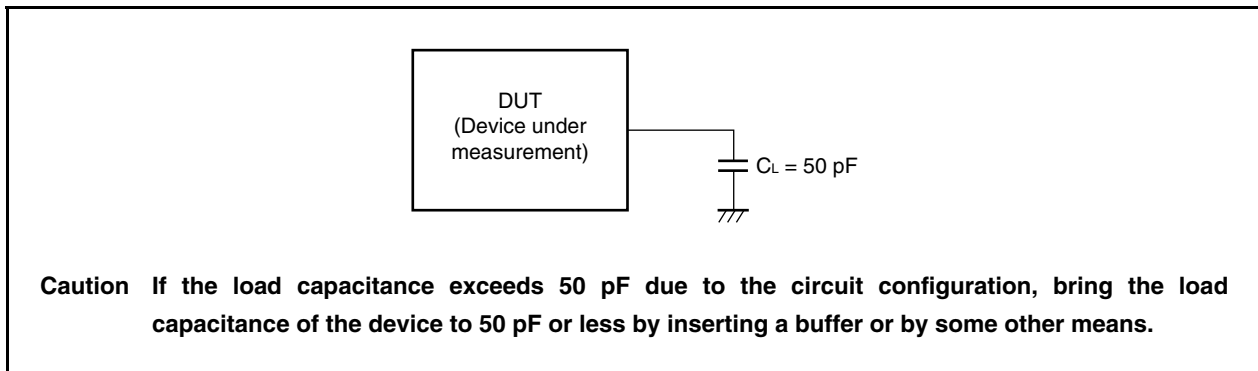 DUT
(Device under
measurement)
CL = 50 pF
Caution If the load capacitance exceeds 50 pF due to the circuit configuration, bring the load
capacitance of the device to 50 pF or less by inserting a buffer or by some other means.